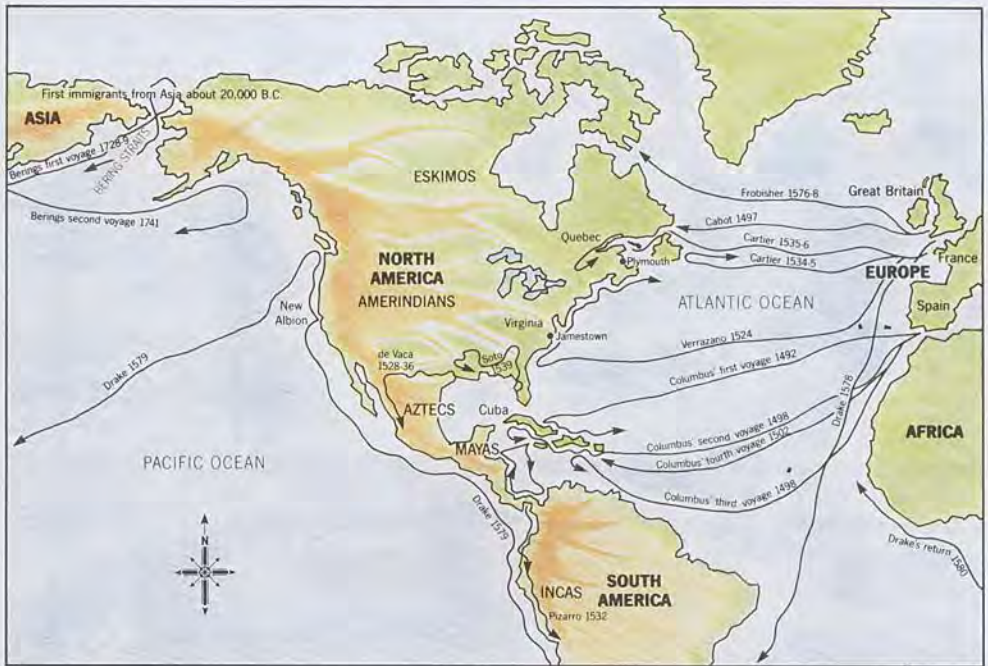 First immigrants from Asia about 20,000 B.C.
ASIA
Berings first voyage 1728-9
BERING STRAITS
Berings second voyage 1741
ESKIMOS
Frobisher 1576-8
Great Britain
Cabot 1497
Quebec
Cartier 1535-6
Plymouth
Cartier 1534-5
EUROPE
France
NORTH
AMERICA
AMERINDIANS
ATLANTIC OCEAN
Spain
New
Albion
Virginia
Jamestown
Verrazano 1524
de Vaca
1528-36
Soto
1539
Columbus' first voyage 1492
Drake 1579
Drake 1578
AZTECS
Cuba
MAYAS
Columbus' second voyage 1498
Columbus' fourth voyage 1502
AFRICA
PACIFIC OCEAN
Columbus' third voyage 1498
Drake 1579
Drake's return 1580
N
INCAS
SOUTH
AMERICA
Pizarro 1532